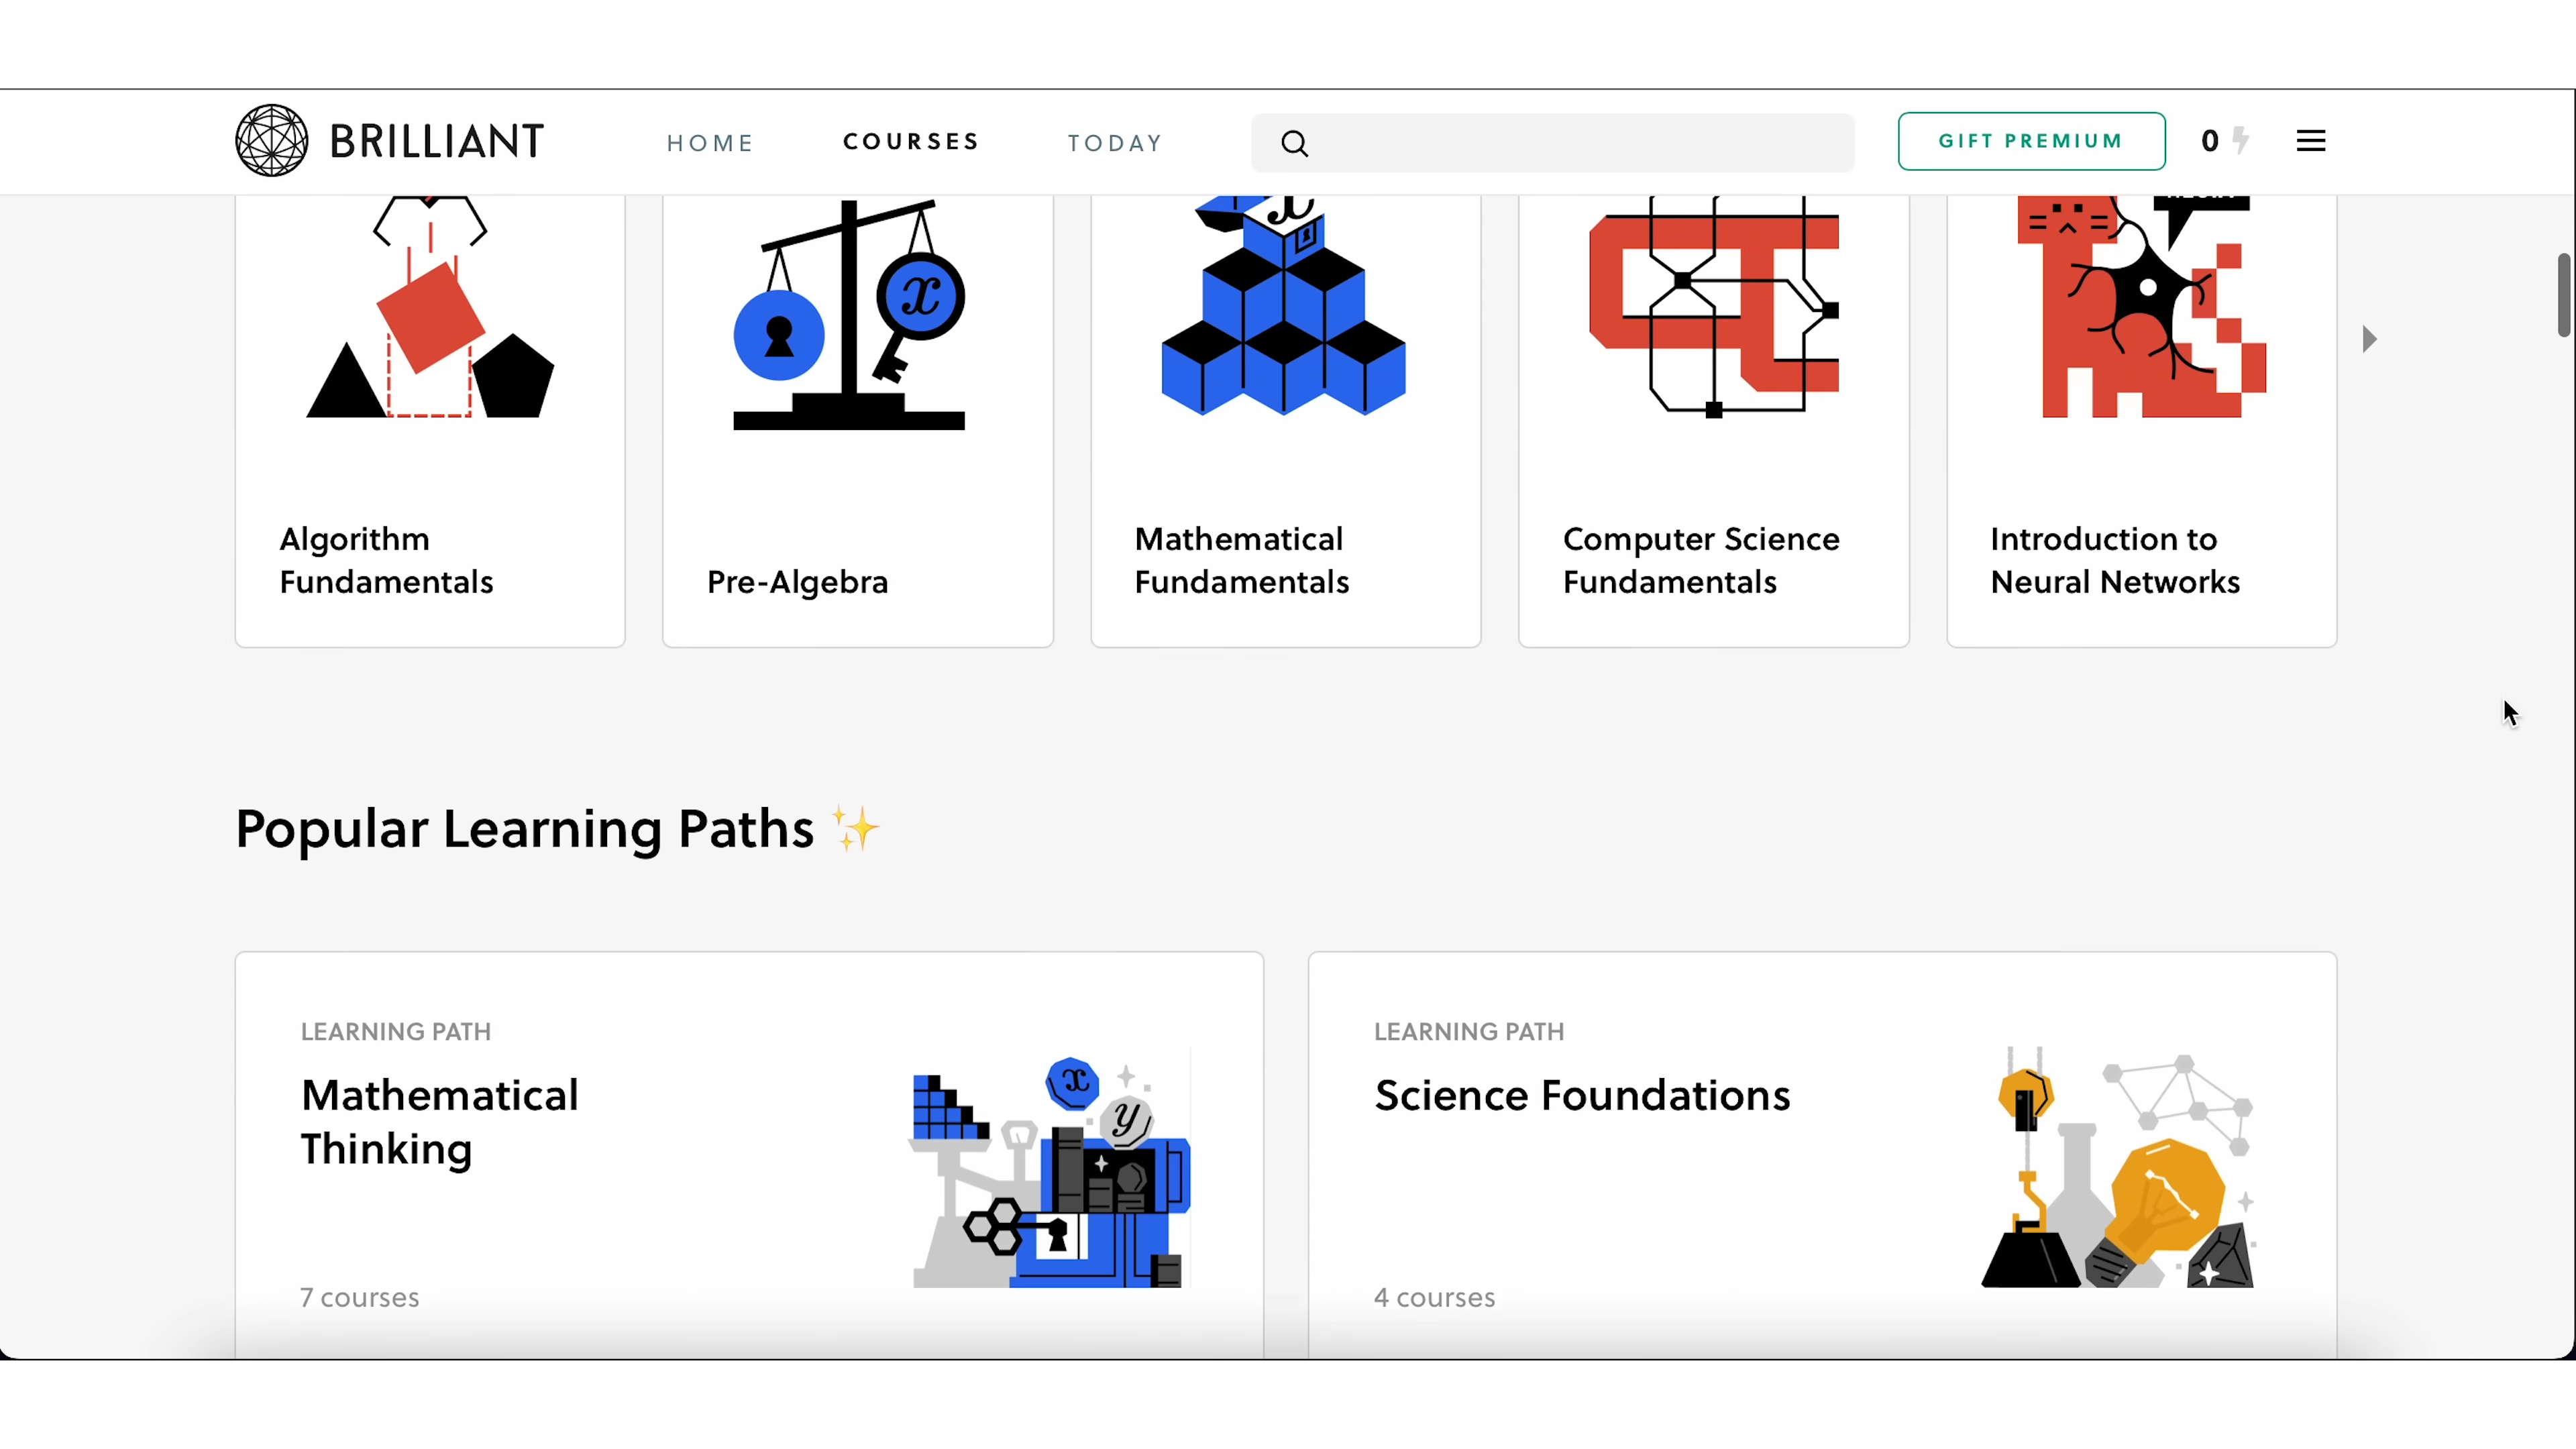 BRILLIANT
HOME
COURSES
TODAY
GIFT PREMIUM
0
x
x
Algorithm
Fundamentals
Pre-Algebra
Mathematical
Fundamentals
Computer Science
Fundamentals
Introduction to
Neural Networks
Popular Learning Paths ✨
LEARNING PATH
Mathematical
Thinking
x
y
7 courses
LEARNING PATH
Science Foundations
4 courses